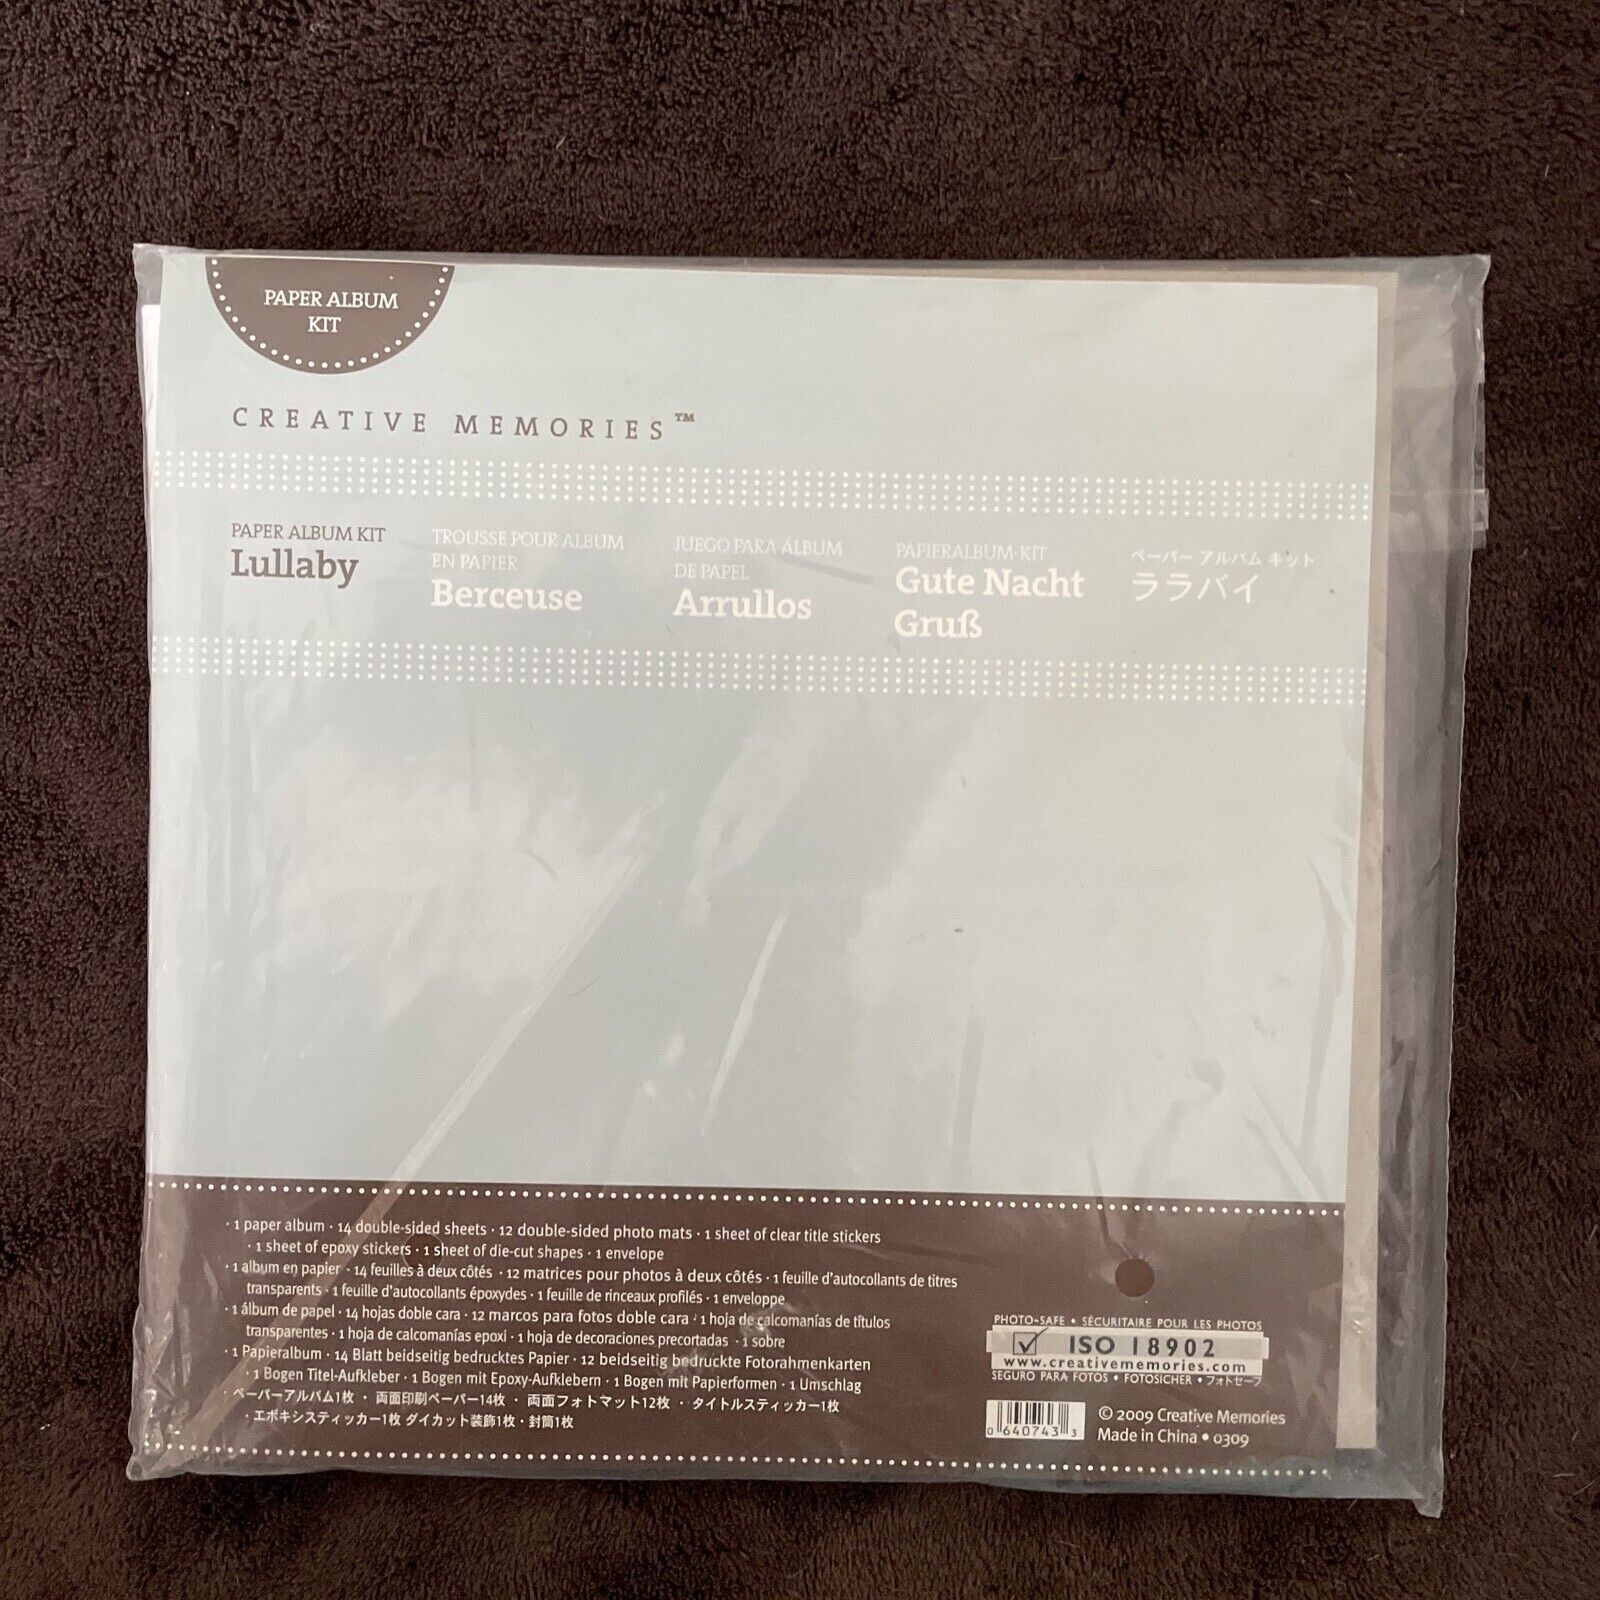 PAPER ALBUM
KIT
CREATIVE MEMORIES™
PAPER ALBUM KIT
Lullaby
TROUSSE POUR ALBUM
EN PAPIER
Berceuse
JUEGO PARA ÁLBUM
DE PAPEL
Arrullos
PAPIERALBUM-KIT
Gute Nacht
Gruß
ペーパー アルバム キット
ララバイ
· 1 paper album · 14 double-sided sheets · 12 double-sided photo mats · 1 sheet of clear title stickers
· 1 sheet of epoxy stickers · 1 sheet of die-cut shapes · 1 envelope
· 1 album en papier · 14 feuilles à deux côtés · 12 matrices pour photos à deux côtés · 1 feuille d'autocollants de titres
transparents · 1 feuille d'autocollants époxydes · 1 feuille de rinceaux profilés · 1 enveloppe
· 1 álbum de papel · 14 hojas doble cara · 12 marcos para fotos doble cara · 1 hoja de calcomanías de títulos
transparentes · 1 hoja de calcomanías epoxi · 1 hoja de decoraciones precortadas · 1 sobre
· 1 Papieralbum · 14 Blatt beidseitig bedrucktes Papier · 12 beidseitig bedruckte Fotorahmenkarten
· 1 Bogen Titel-Aufkleber · 1 Bogen mit Epoxy-Aufklebern · 1 Bogen mit Papierformen · 1 Umschlag
· ペーパーアルバム1枚 · 両面印刷ペーパー14枚 · 両面フォトマット12枚 · タイトルスティッカー1枚
· エポキシスティッカー1枚 ダイカット装飾1枚 · 封筒1枚
PHOTO-SAFE • SÉCURITAIRE POUR LES PHOTOS
ISO 18902
www.creativememories.com
SEGURO PARA FOTOS • FOTOSICHER • フォトセーフ
0 640743 3
© 2009 Creative Memories
Made in China • 0309